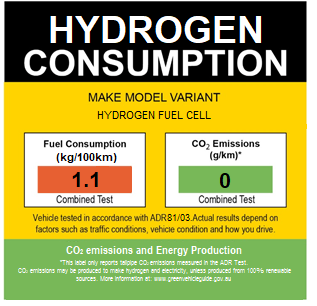 HYDROGEN
CONSUMPTION
MAKE MODEL VARIANT
HYDROGEN FUEL CELL
Fuel Consumption
(kg/100km)
1.1
Combined Test
CO2 Emissions
(g/km)*
0
Combined Test
Vehicle tested in accordance with ADR81/03.Actual results depend on
factors such as traffic conditions, vehicle condition and how you drive.
CO2 emissions and Energy Production
*This label only reports tailpipe CO2 emissions measured in the ADR Test.
CO2 emissions may be produced to make hydrogen and electricity, unless produced from 100% renewable
sources. More information at: www.greenvehicleguide.gov.au